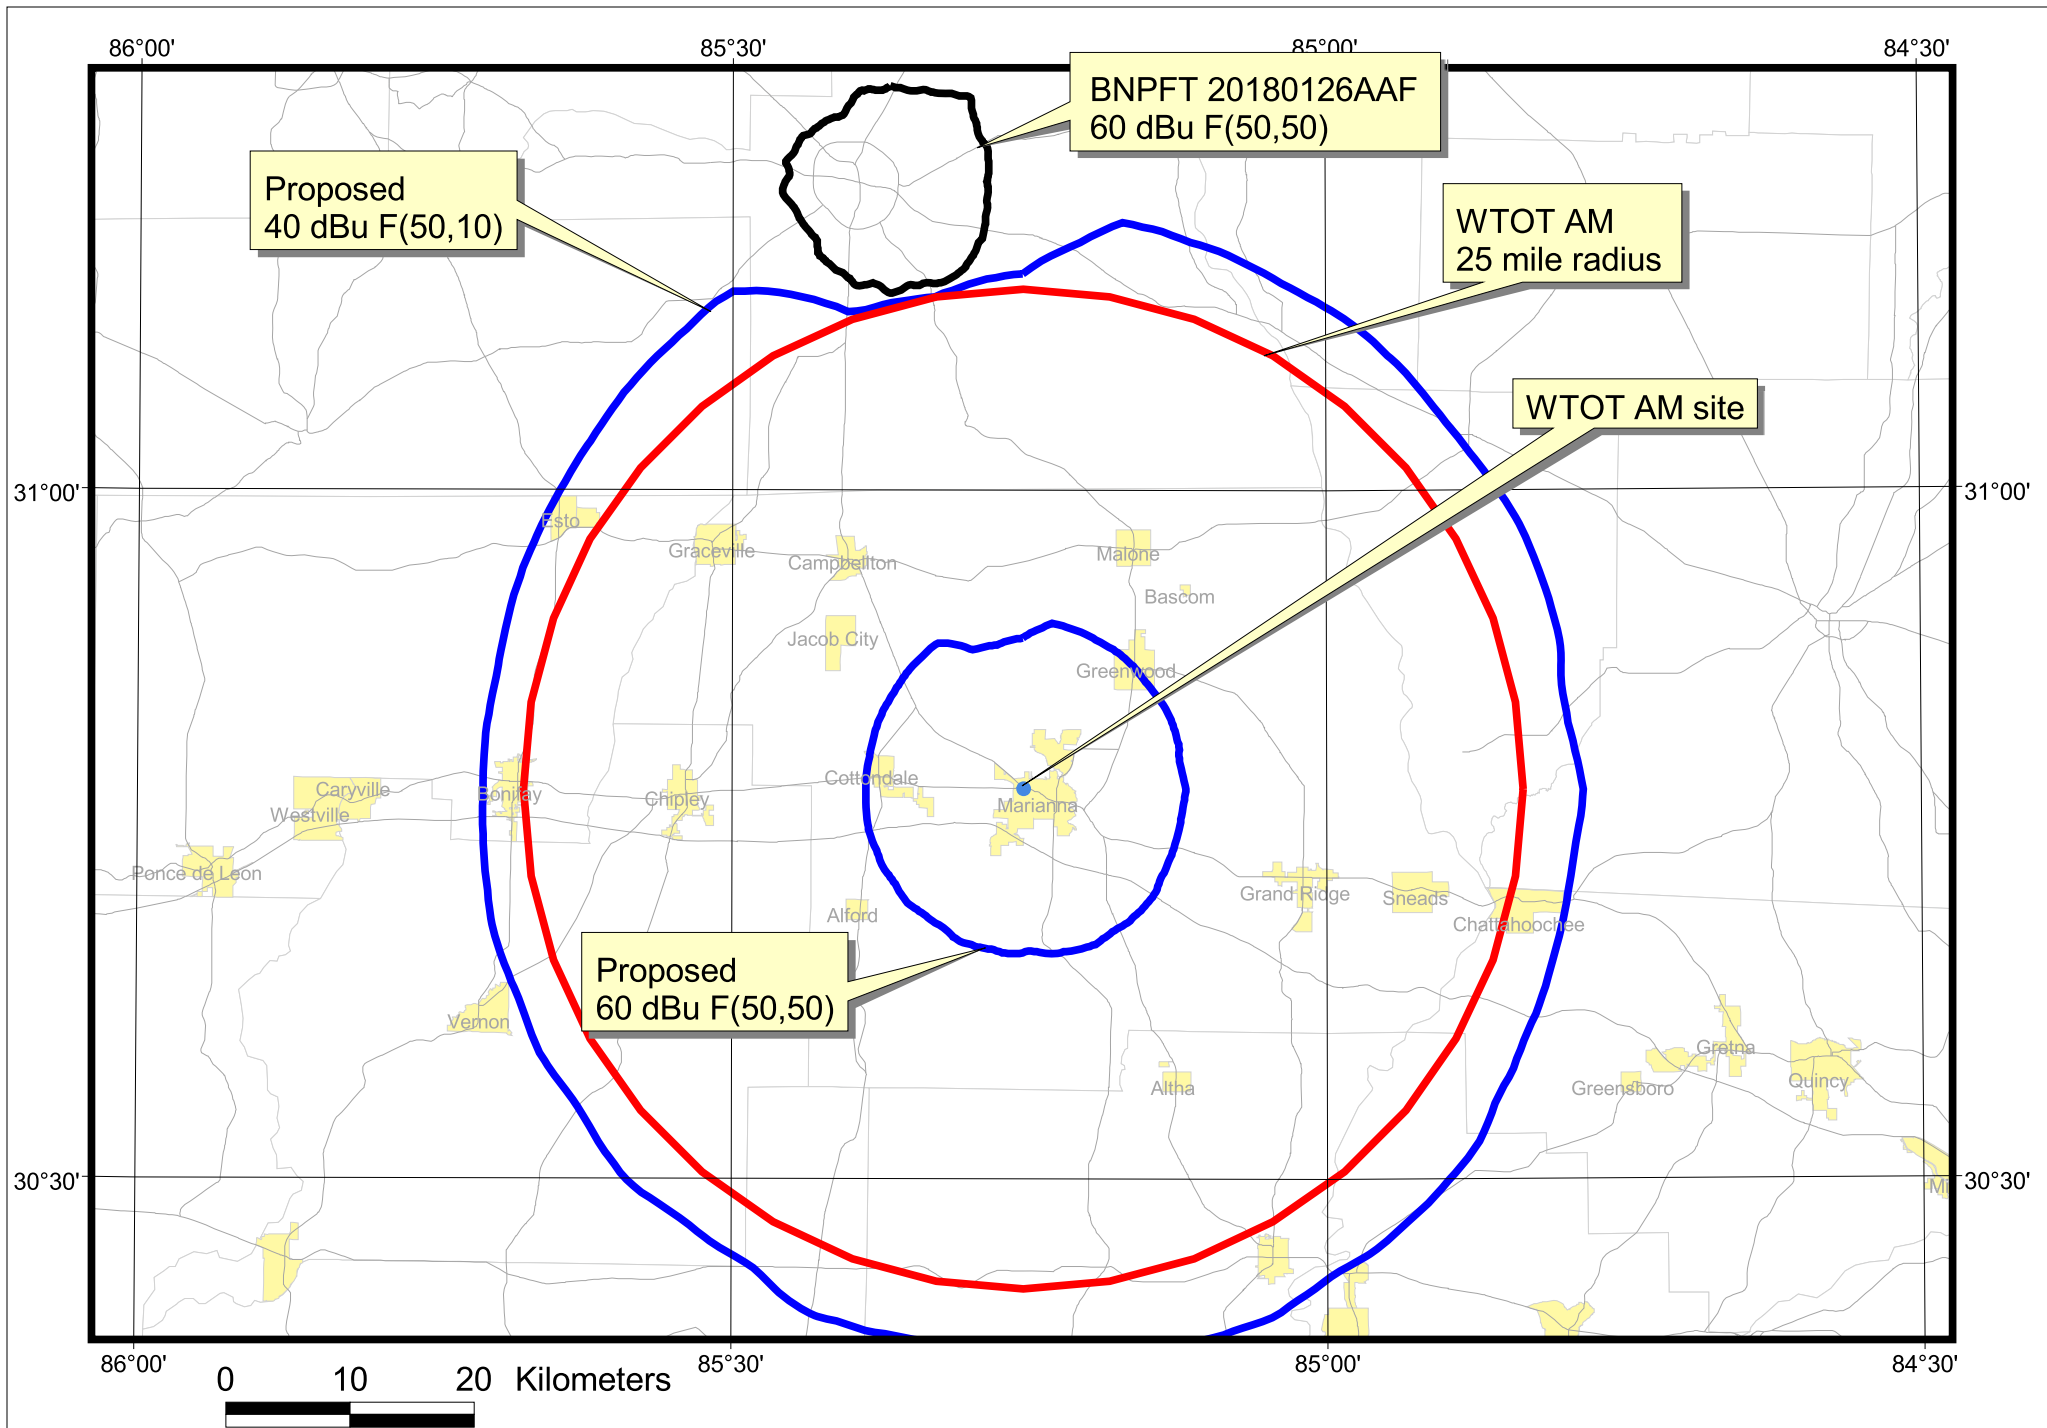 86°00'
85°30'
85°00'
84°30'
BNPFT 20180126AAF
60 dBu F(50,50)
Proposed
40 dBu F(50,10)
WTOT AM
25 mile radius
WTOT AM site
31°00'
31°00'
Esto
Graceville
Campbellton
Malone
Bascom
Jacob City
Greenwood
Cottondale
Marianna
Caryville
Westville
Bonifay
Chipley
Ponce de Leon
Grand Ridge
Sneads
Chattahoochee
Alford
Proposed
60 dBu F(50,50)
Vernon
Altha
Gretna
Greensboro
Quincy
30°30'
30°30'
Mi
86°00'
85°30'
85°00'
84°30'
0 10 20 Kilometers